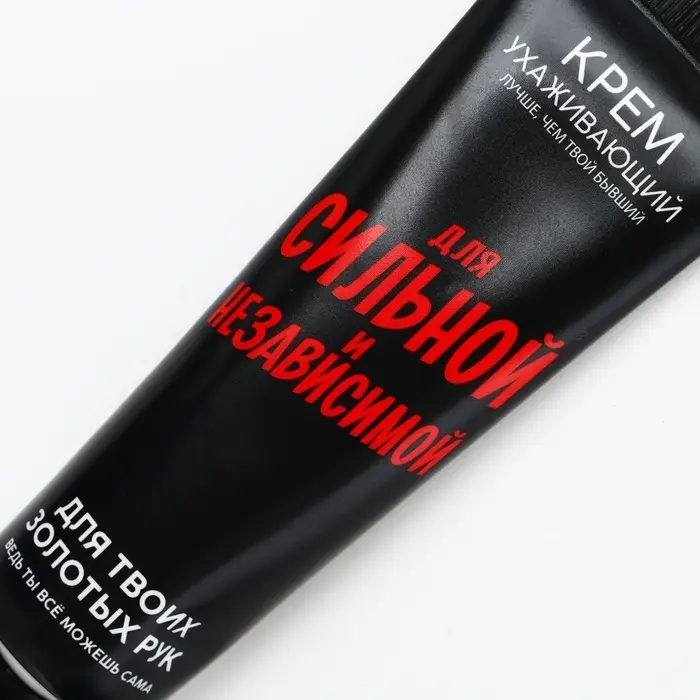 КРЕМ
УХАЖИВАЮЩИЙ
ЛУЧШЕ, ЧЕМ ТВОЙ БЫВШИЙ
ДЛЯ
СИЛЬНОЙ
И
НЕЗАВИСИМОЙ
ДЛЯ ТВОИХ
ЗОЛОТЫХ РУК
ВЕДЬ ТЫ ВСЁ МОЖЕШЬ САМА